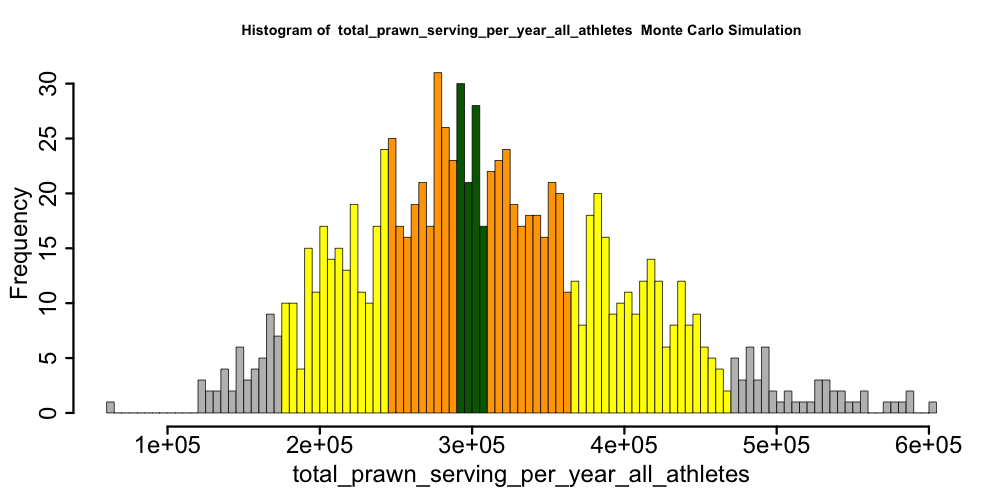 Histogram of  total_prawn_serving_per_year_all_athletes  Monte Carlo Simulation
Frequency
30
25
20
15
10
5
0
1e+05 2e+05 3e+05 4e+05 5e+05 6e+05
total_prawn_serving_per_year_all_athletes